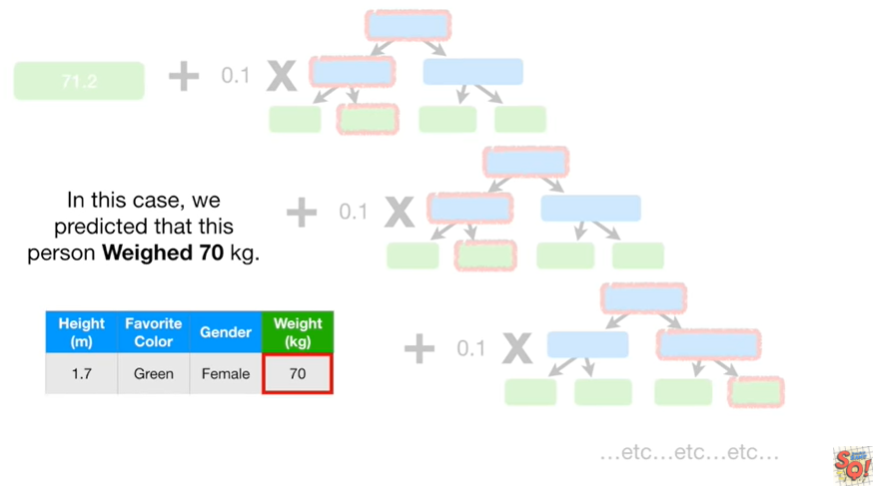 71.2
+ 0.1 X
In this case, we
predicted that this
person Weighed 70 kg.
+ 0.1 X
Height (m) Favorite Color Gender Weight (kg)
1.7 Green Female 70
+ 0.1 X
...etc...etc...etc...
SO!